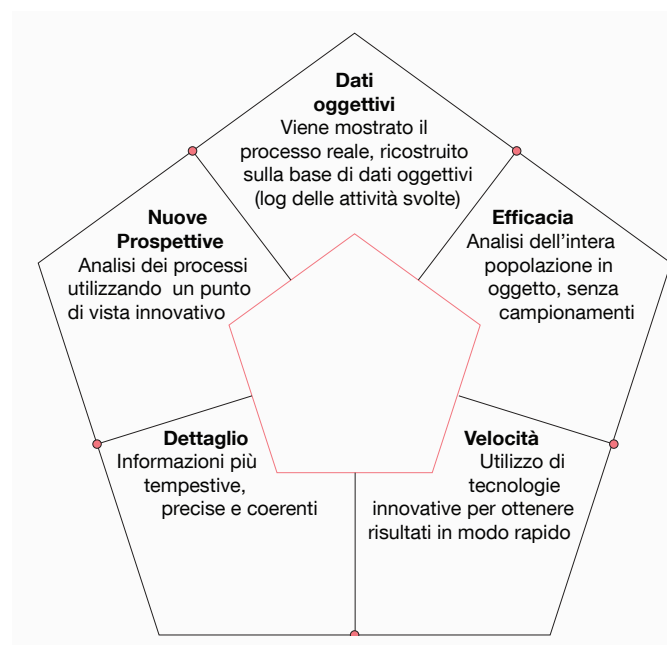 Dati
oggettivi
Viene mostrato il
processo reale, ricostruito
sulla base di dati oggettivi
(log delle attività svolte)
Nuove
Prospettive
Analisi dei processi
utilizzando un punto
di vista innovativo
Efficacia
Analisi dell'intera
popolazione in
oggetto, senza
campionamenti
Dettaglio
Informazioni più
tempestive,
precise e coerenti
Velocità
Utilizzo di
tecnologie
innovative per ottenere
risultati in modo rapido